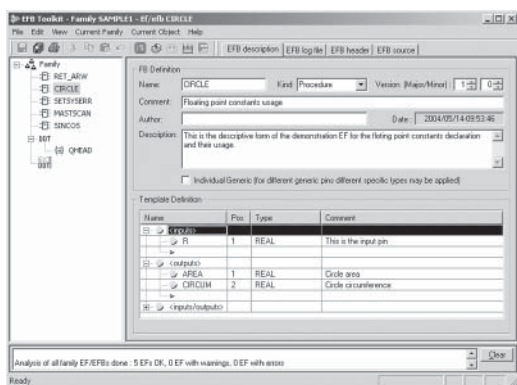 EFB Toolkit - Family SAMPLE1 - Ef/efb CIRCLE
File Edit View Current Family Current Object Help
EFB description EFB log file EFB header EFB source
Family
RET_ARW
CIRCLE
SETSYSERR
MASTSCAN
SINCOS
DDT
QHEAD
DDTI
FB Definition
Name: CIRCLE Kind: Procedure Version: (Major/Minor) 1 0
Comment: Floating point constants usage
Author: Date: 2004/05/14-09:53:46
Description: This is the descriptive form of the demonstration EF for the floting point constants declaration
and their usage.
Individual Generic (for different generic pins different specific types may be applied)
Template Definition
Name Pos Type Comment
<inputs>
R 1 REAL This is the input pin
<outputs>
AREA 1 REAL Circle area
CIRCUM 2 REAL Circle circumference
<inputs/outputs>
Analysis of all family EF/EFBs done : 5 EFs OK, 0 EF with warnings, 0 EF with errors
Clear
Ready